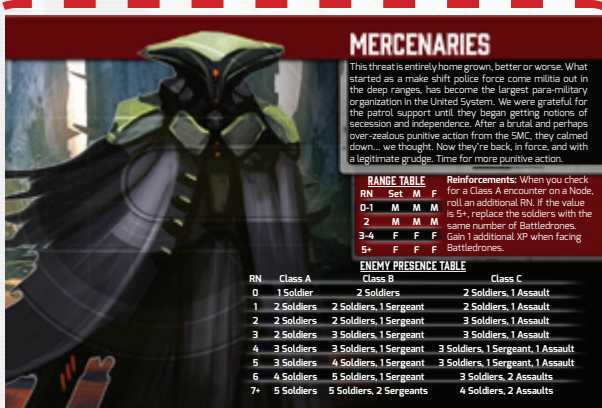 MERCENARIES
This threat is entirely home grown, better or worse. What
started as a make shift police force come militia out in
the deep ranges, has become the largest para-military
organization in the United System. We were grateful for
the patrol support until they began getting notions of
secession and independence. After a brutal and perhaps
over-zealous punitive action from the SMC, they calmed
down... we thought. Now they're back, in force, and with
a legitimate grudge. Time for more punitive action.
RANGE TABLE
RN Set M F
0-1 M M M
2 M M M
3-4 F F F
5+ F F F
Reinforcements: When you check
for a Class A encounter on a Node,
roll an additional RN. If the value
is 5+, replace the soldiers with the
same number of Battledrones.
Gain 1 additional XP when facing
Battledrones.
ENEMY PRESENCE TABLE
RN Class A Class B Class C
0 1 Soldier 2 Soldiers 2 Soldiers, 1 Assault
1 2 Soldiers 2 Soldiers, 1 Sergeant 2 Soldiers, 1 Assault
2 2 Soldiers 2 Soldiers, 1 Sergeant 3 Soldiers, 1 Assault
3 2 Soldiers 3 Soldiers, 1 Sergeant 3 Soldiers, 1 Assault
4 3 Soldiers 3 Soldiers, 1 Sergeant 3 Soldiers, 1 Sergeant, 1 Assault
5 3 Soldiers 4 Soldiers, 1 Sergeant 3 Soldiers, 1 Sergeant, 1 Assault
6 4 Soldiers 5 Soldiers, 1 Sergeant 3 Soldiers, 2 Assaults
7+ 5 Soldiers 5 Soldiers, 2 Sergeants 4 Soldiers, 2 Assaults